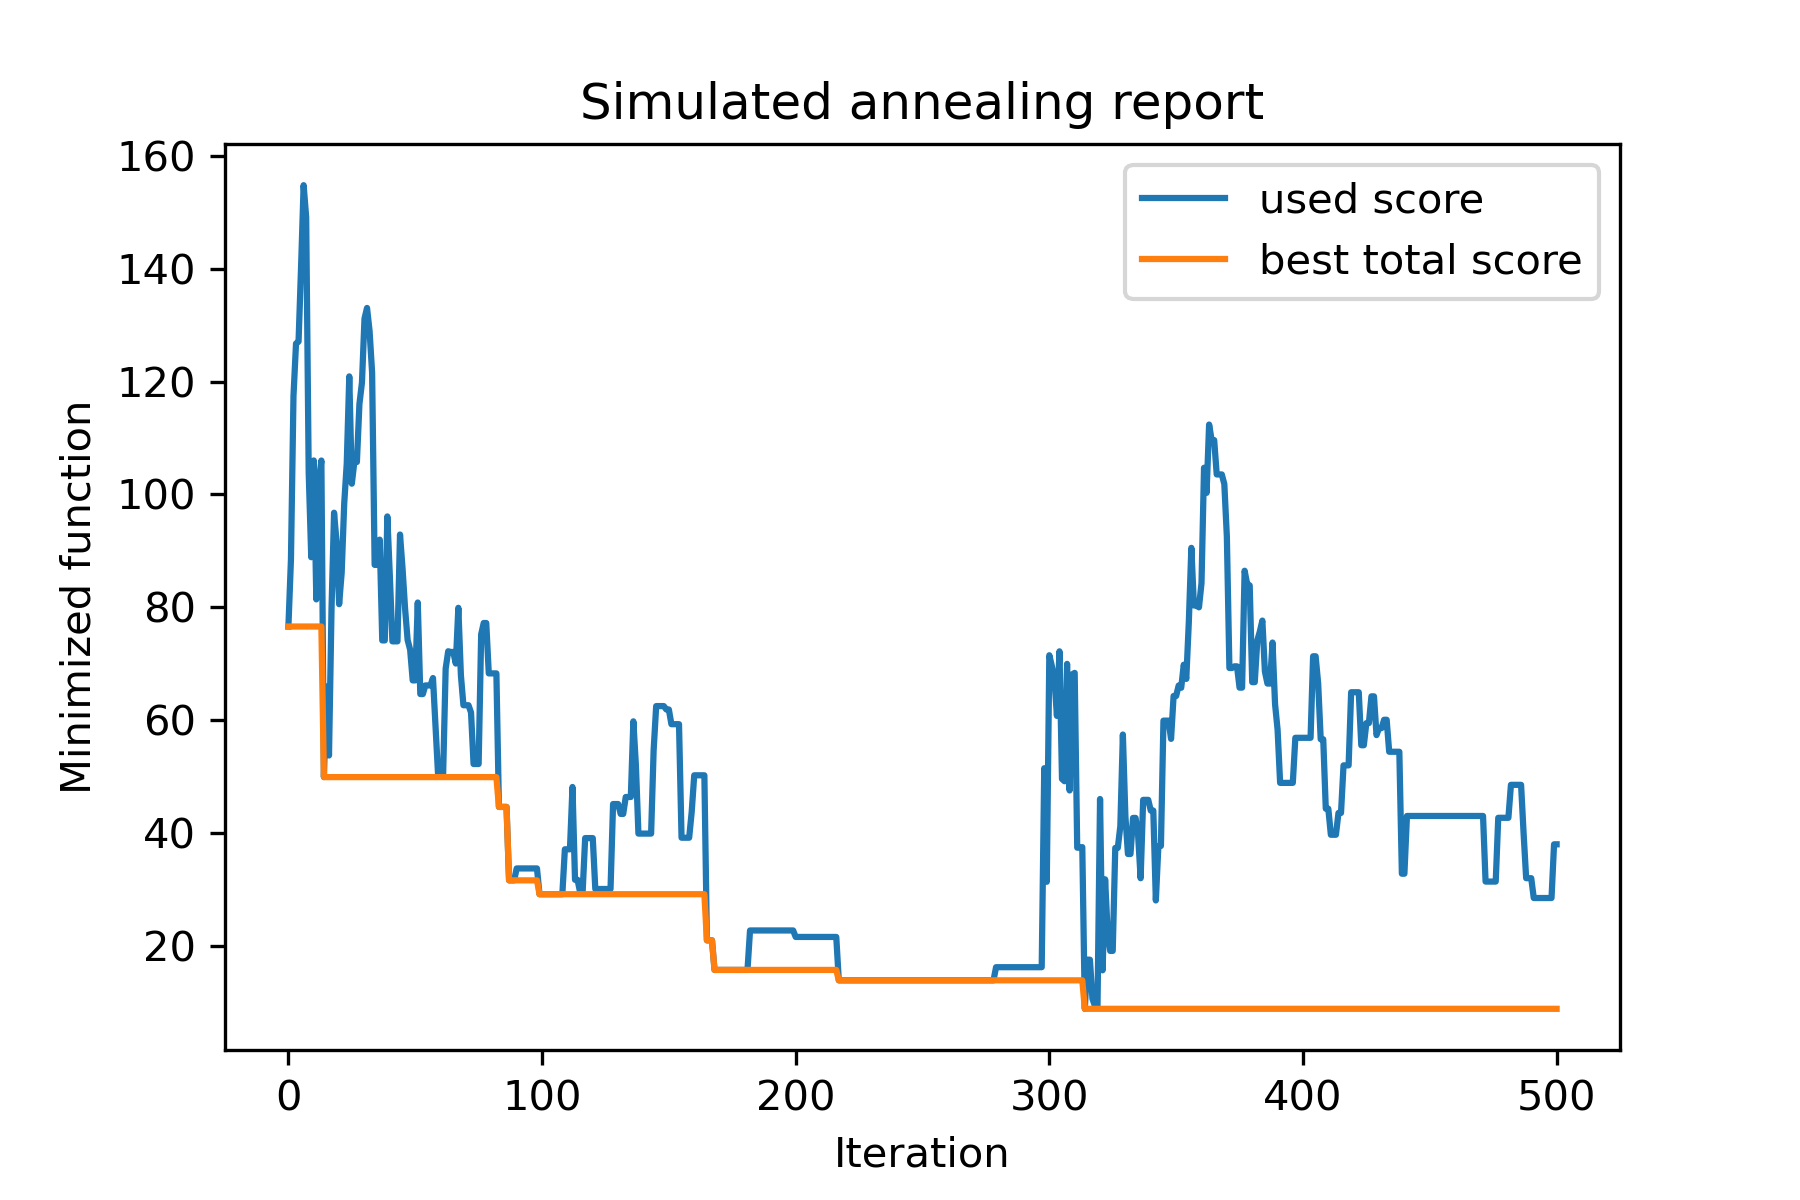 Simulated annealing report
160
140
120
100
80
60
40
20
Minimized function
used score
best total score
0 100 200 300 400 500
Iteration